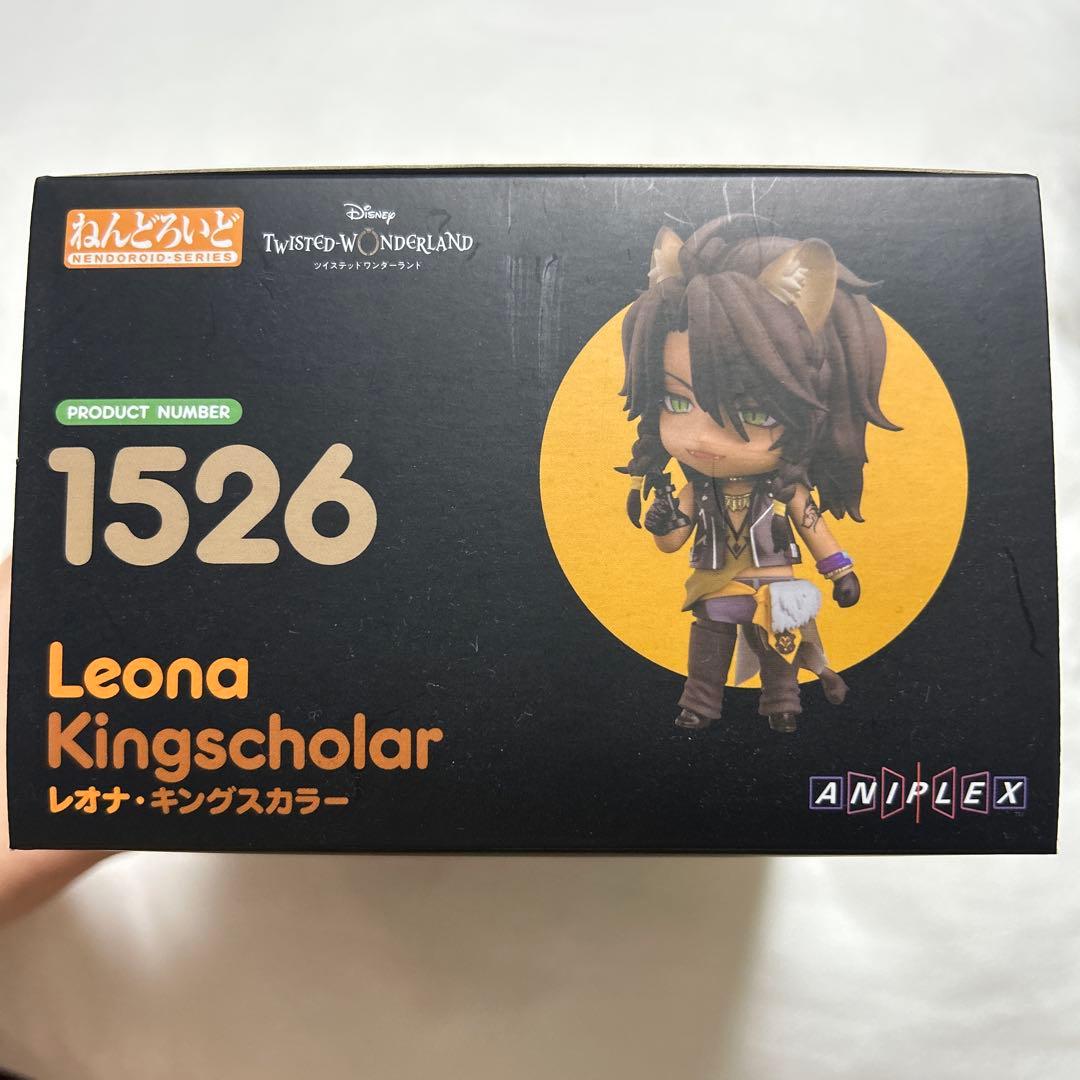 ねんどろいど
NENDOROID-SERIES
Disney
TWISTED-WONDERLAND
ツイステッドワンダーランド
PRODUCT NUMBER
1526
Leona
Kingscholar
レオナ・キングスカラー
ANIPLEX